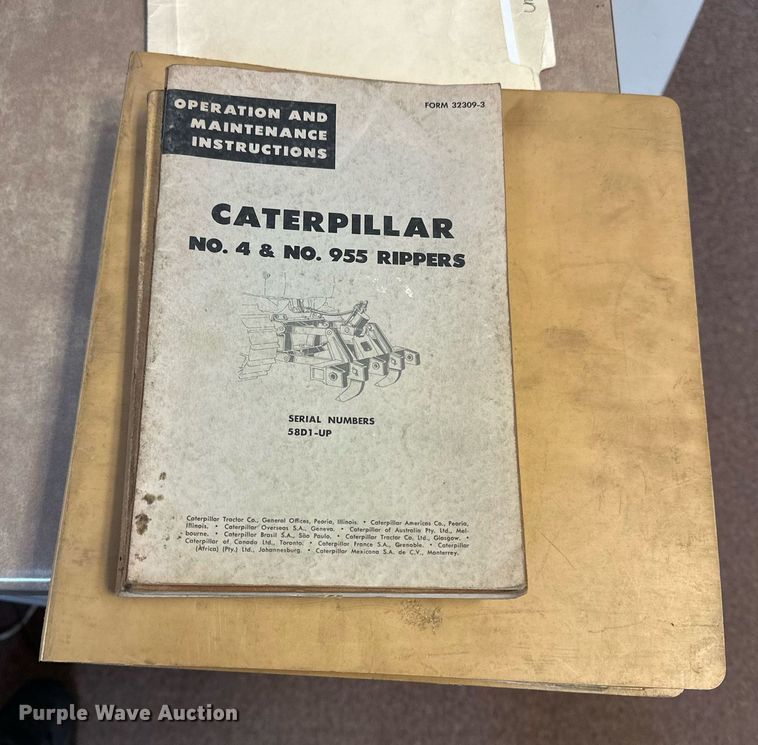 5
OPERATION AND
MAINTENANCE
INSTRUCTIONS
FORM 32309-3
CATERPILLAR
NO. 4 & NO. 955 RIPPERS
SERIAL NUMBERS
58D1-UP
Caterpillar Tractor Co., General Offices, Peoria, Illinois. • Caterpillar Americas Co., Peoria,
Illinois. • Caterpillar Overseas S.A., Geneva. • Caterpillar of Australia Pty. Ltd., Mel-
bourne. • Caterpillar Brasil S.A., São Paulo. • Caterpillar Tractor Co. Ltd., Glasgow. •
Caterpillar of Canada Ltd., Toronto. • Caterpillar France S.A., Grenoble. • Caterpillar
(Africa) (Pty.) Ltd., Johannesburg. • Caterpillar Mexicana S.A. de C.V., Monterrey.
Purple Wave Auction